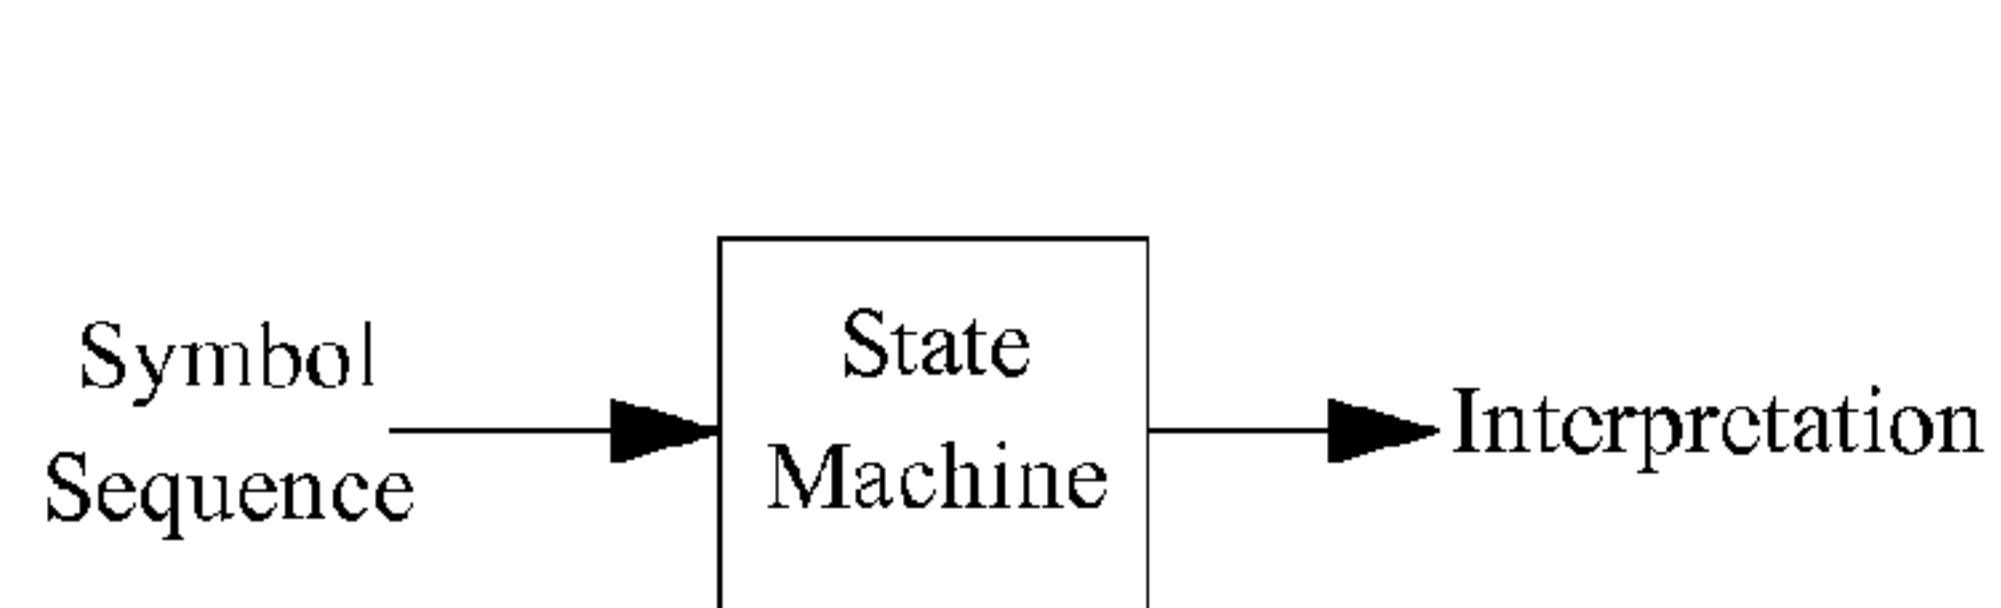 Symbol
Sequence
State
Machine
Interpretation